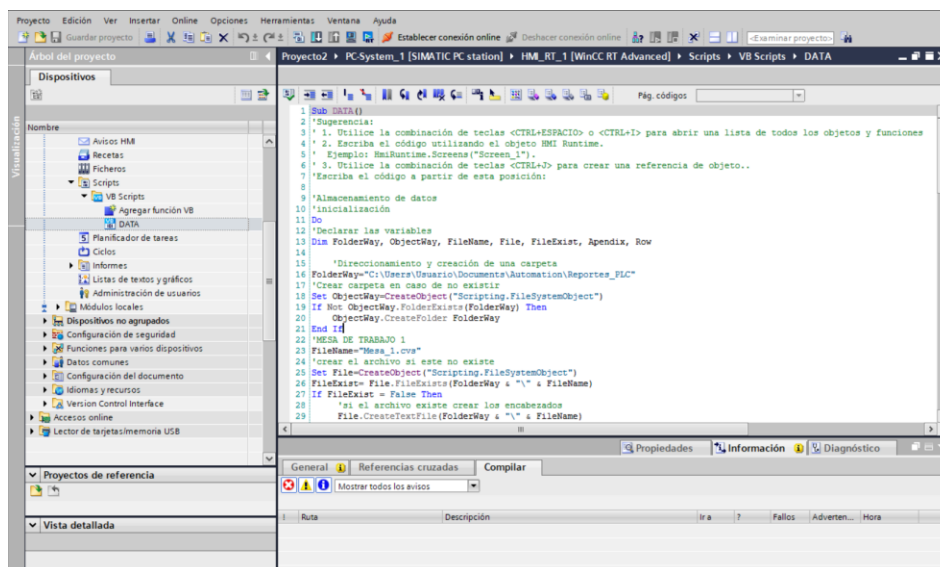 Proyecto Edición Ver Insertar Online Opciones Herramientas Ventana Ayuda
Guardar proyecto Establecer conexión online Deshacer conexión online <Examinar proyecto>
Árbol del proyecto
Proyecto2 ▸ PC-System_1 [SIMATIC PC station] ▸ HMI_RT_1 [WinCC RT Advanced] ▸ Scripts ▸ VB Scripts ▸ DATA
Dispositivos
Visualización
Nombre
Avisos HMI
Recetas
Ficheros
Scripts
VB Scripts
Agregar función VB
DATA
Planificador de tareas
Ciclos
Informes
Listas de textos y gráficos
Administración de usuarios
Módulos locales
Dispositivos no agrupados
Configuración de seguridad
Funciones para varios dispositivos
Datos comunes
Configuración del documento
Idiomas y recursos
Version Control Interface
Accesos online
Lector de tarjetas/memoria USB
Proyectos de referencia
Vista detallada
Pág. códigos
1 Sub DATA()
2 'Sugerencia:
3 ' 1. Utilice la combinación de teclas <CTRL+ESPACIO> o <CTRL+I> para abrir una lista de todos los objetos y funciones
4 ' 2. Escriba el código utilizando el objeto HMI Runtime.
5 ' Ejemplo: HmiRuntime.Screens("Screen_1").
6 ' 3. Utilice la combinación de teclas <CTRL+J> para crear una referencia de objeto..
7 'Escriba el código a partir de esta posición:
8
9 'Almacenamiento de datos
10 'inicialización
11 Do
12 'Declarar las variables
13 Dim FolderWay, ObjectWay, FileName, File, FileExist, Apendix, Row
14
15 'Direccionamiento y creación de una carpeta
16 FolderWay="C:\Users\Usuario\Documents\Automation\Reportes_PLC"
17 'Crear carpeta en caso de no existir
18 Set ObjectWay=CreateObject("Scripting.FileSystemObject")
19 If Not ObjectWay.FolderExists(FolderWay) Then
20 ObjectWay.CreateFolder FolderWay
21 End If
22 'MESA DE TRABAJO 1
23 FileName="Mesa_1.cvs"
24 'crear el archivo si este no existe
25 Set File=CreateObject("Scripting.FileSystemObject")
26 FileExist= File.FileExists(FolderWay & "\" & FileName)
27 If FileExist = False Then
28 'si el archivo existe crear los encabezados
29 File.CreateTextFile(FolderWay & "\" & FileName)
Propiedades Información Diagnóstico
General Referencias cruzadas Compilar
Mostrar todos los avisos
! Ruta Descripción Ir a ? Fallos Adverten... Hora